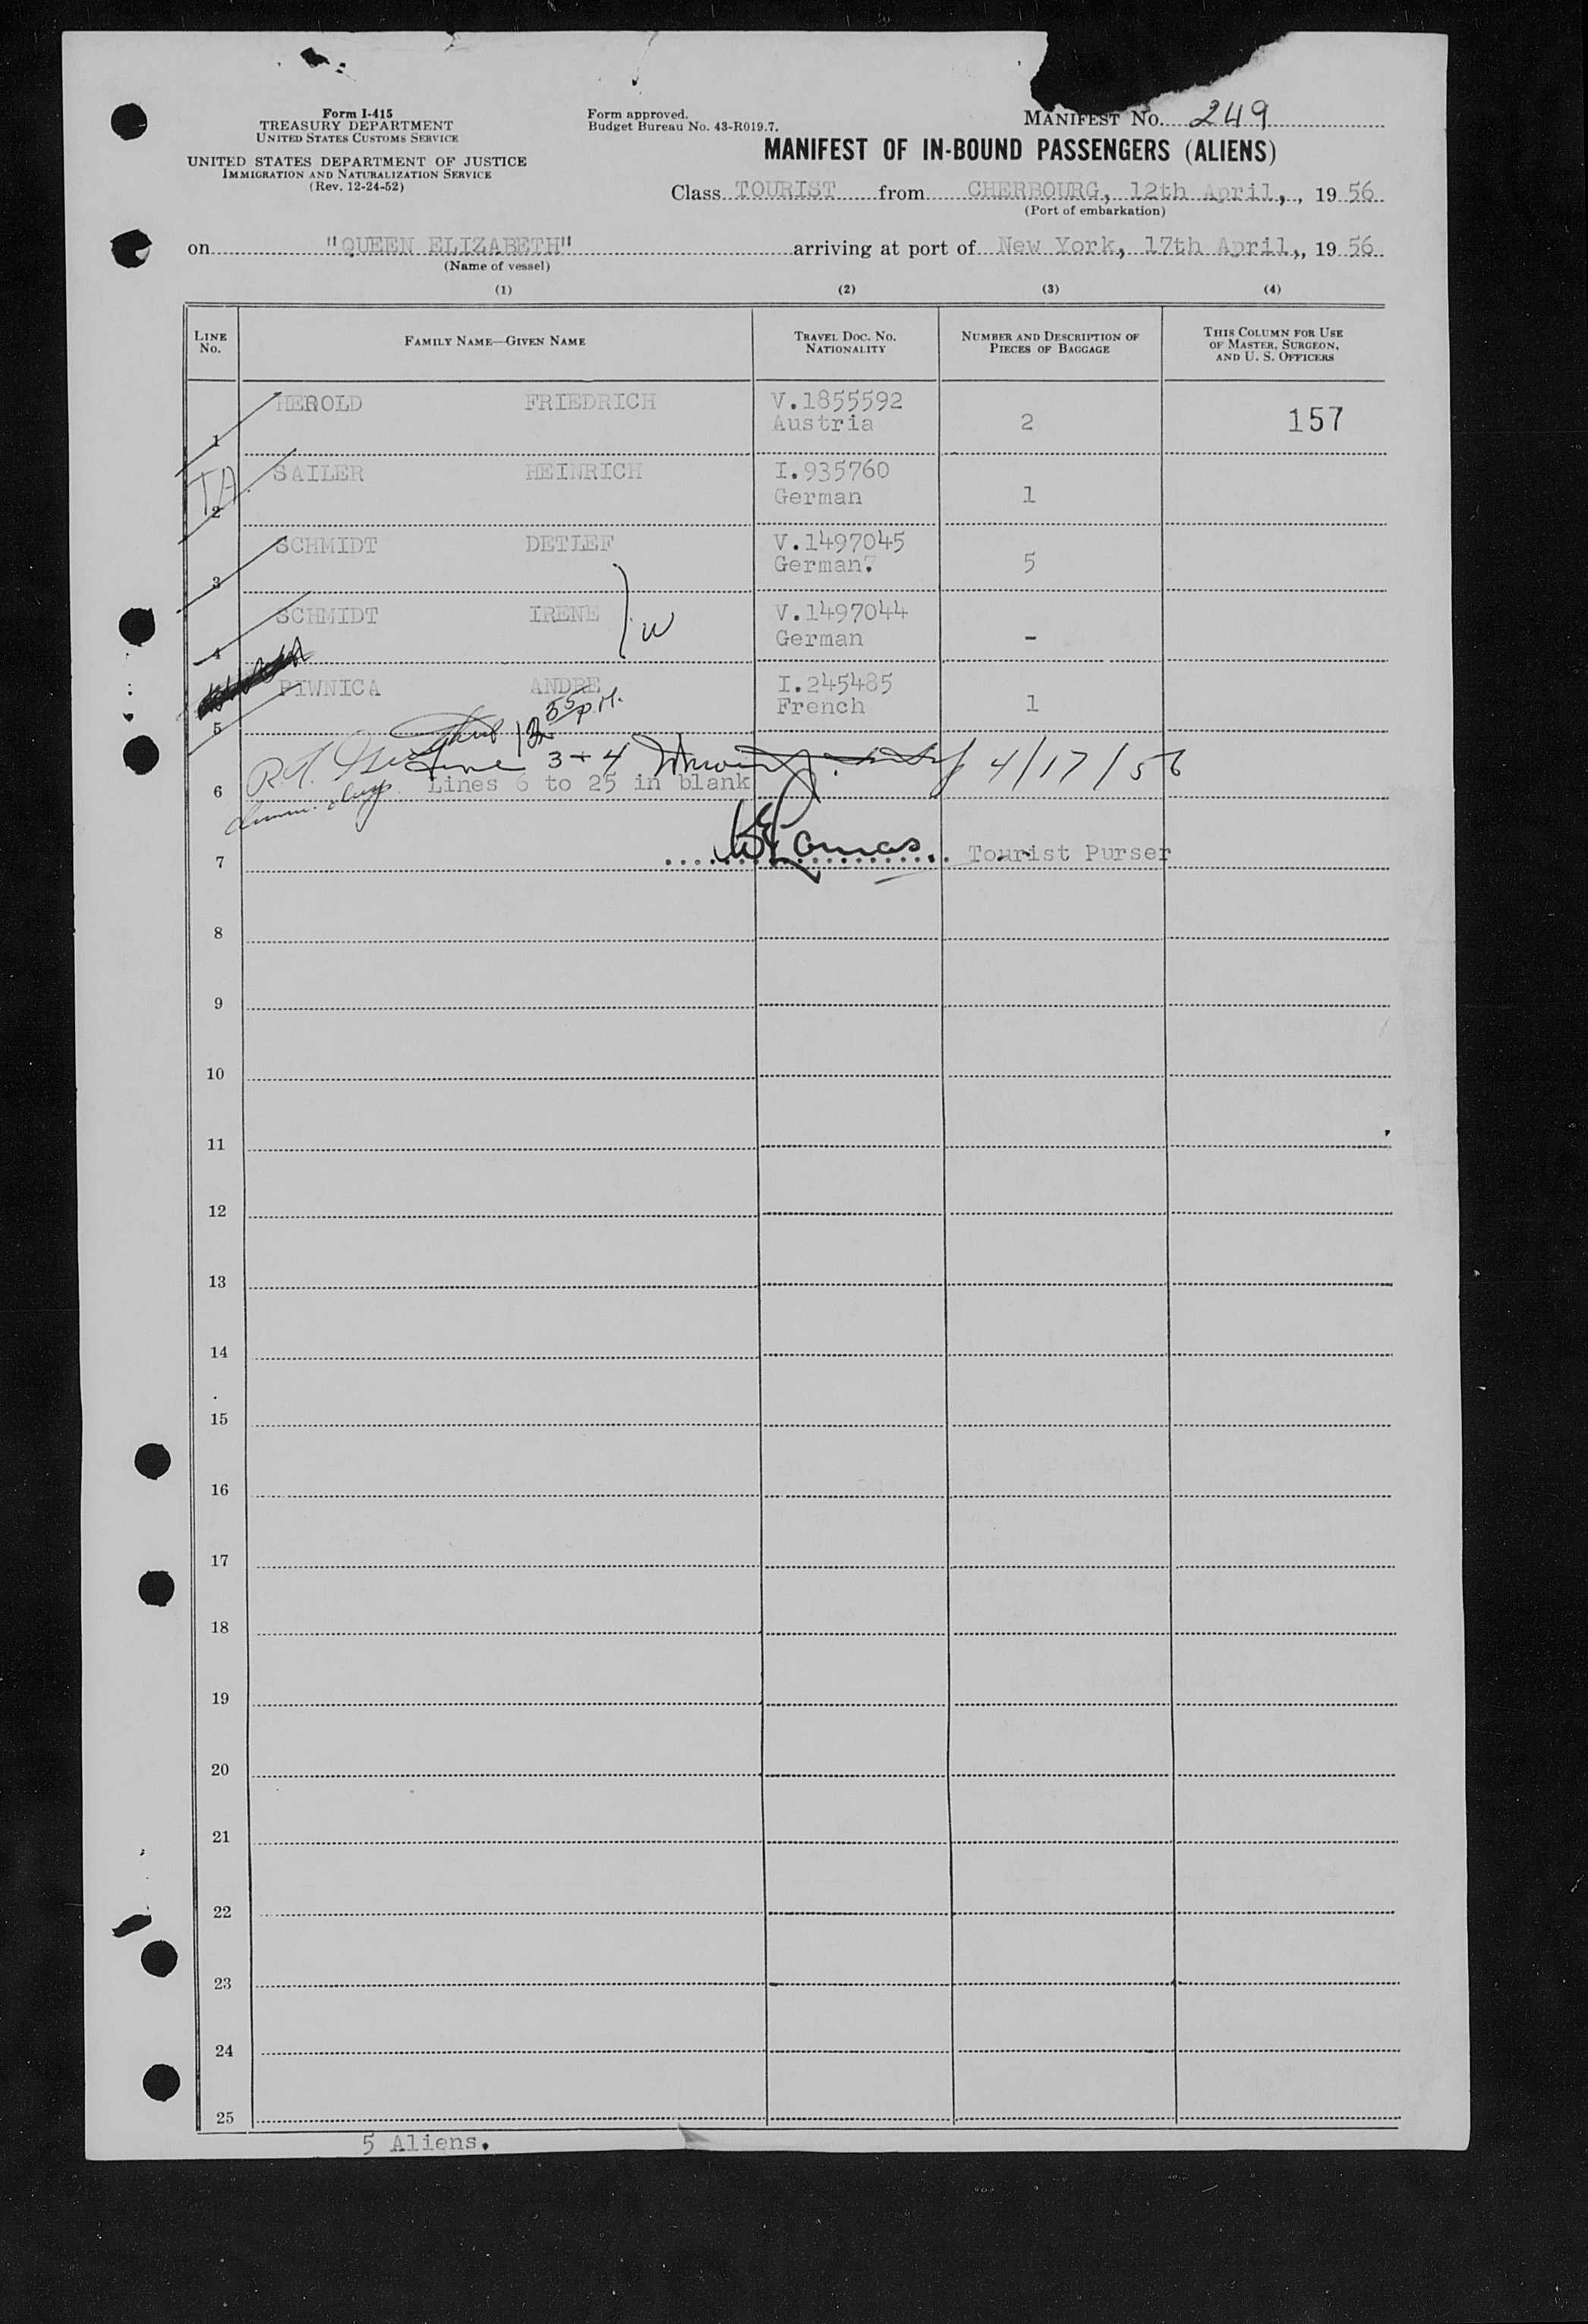 Form I-415
TREASURY DEPARTMENT
UNITED STATES CUSTOMS SERVICE
UNITED STATES DEPARTMENT OF JUSTICE
IMMIGRATION AND NATURALIZATION SERVICE
(Rev. 12-24-52)
Form approved.
Budget Bureau No. 43-R019.7.
MANIFEST No. 249
MANIFEST OF IN-BOUND PASSENGERS (ALIENS)
Class TOURIST from CHERBOURG, 12th April, , 19 56
(Port of embarkation)
on "QUEEN ELIZABETH" arriving at port of New York, 17th April,, 19 56
(Name of vessel)
(1) (2) (3) (4)
LINE No. FAMILY NAME—GIVEN NAME TRAVEL DOC. No. NATIONALITY NUMBER AND DESCRIPTION OF PIECES OF BAGGAGE THIS COLUMN FOR USE OF MASTER, SURGEON, AND U. S. OFFICERS
1 HEROLD FRIEDRICH V.1855592 Austria 2 157
TA 2 SAILER HEINRICH I.935760 German 1
3 SCHMIDT DETLEF V.1497045 German. 5
4 SCHMIDT IRENE W V.1497044 German -
5 PIWNICA ANDRE I.245485 French 1
12 55 P.M.
Line 3+4 4/17/56
6 Lines 6 to 25 in blank
7 Tourist Purser
8
9
10
11
12
13
14
15
16
17
18
19
20
21
22
23
24
25
5 Aliens.